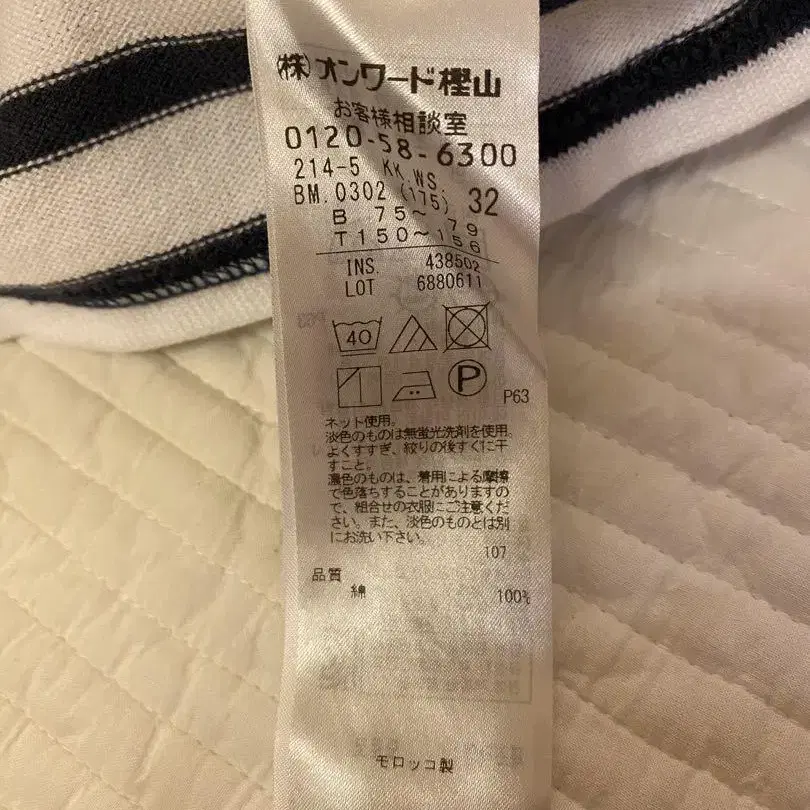 (株)オンワード樫山
お客様相談室
0120-58-6300
214-5 KK.WS.
BM.0302 (175) 32
B 75~79
T150~156
INS. 438502
LOT 6880611
40
P
P63
ネット使用。
淡色のものは無蛍光洗剤を使用。
よくすすぎ、絞りの後すぐに干
すこと。
濃色のものは、着用による摩擦
で色落ちすることがありますの
で、組合せの衣服にご注意くだ
さい。また、淡色のものとは別
にお洗い下さい。
107
品質
綿 100%
モロッコ製